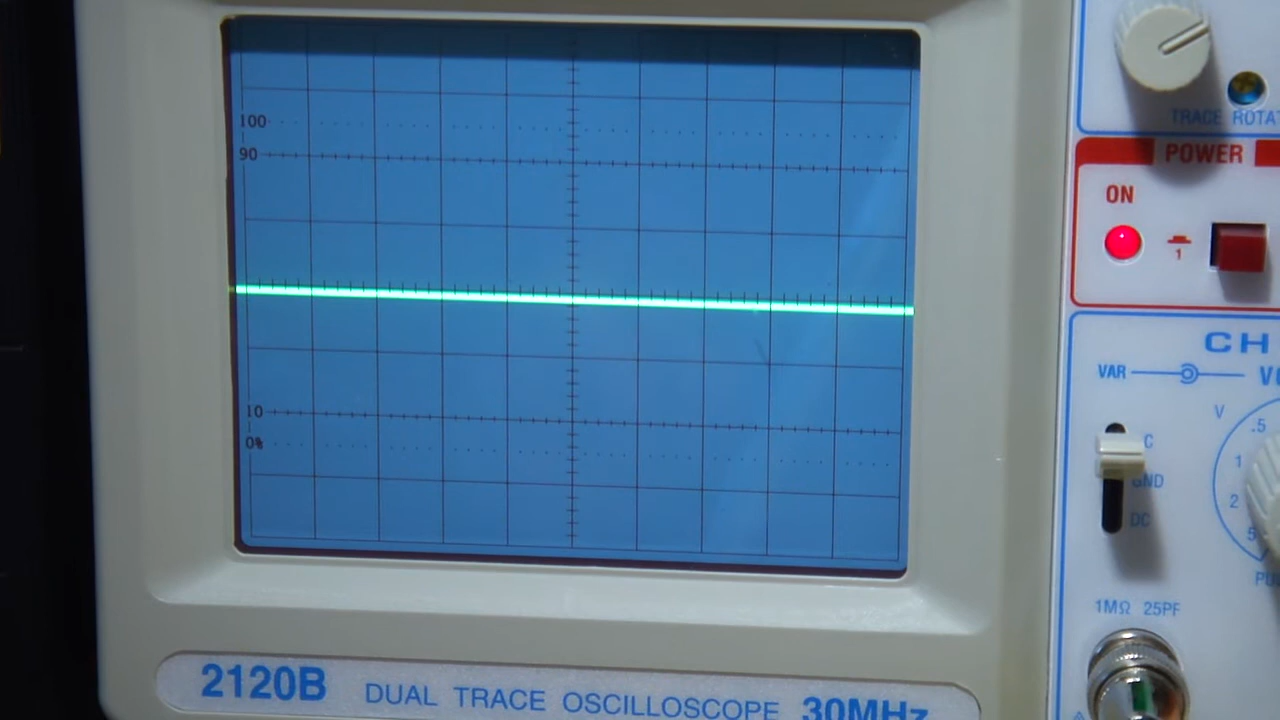 100
90
10
0%
TRACE ROTA
POWER
ON
1
CH
VAR
V
.5
1
2
5
C
GND
DC
1MΩ 25PF
2120B DUAL TRACE OSCILLOSCOPE 30MHz